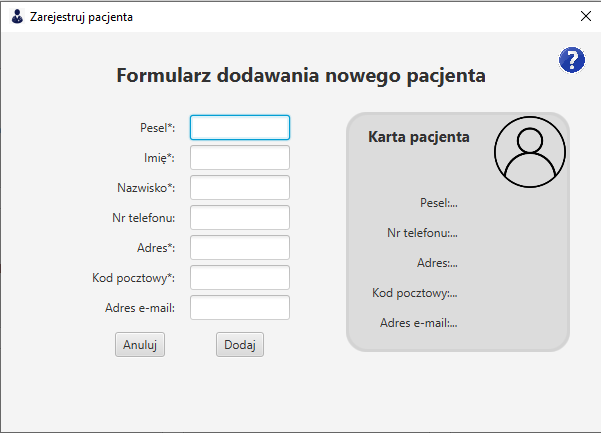 Zarejestruj pacjenta
?
Formularz dodawania nowego pacjenta
Pesel*:
Imię*:
Nazwisko*:
Nr telefonu:
Adres*:
Kod pocztowy*:
Adres e-mail:
Anuluj Dodaj
Karta pacjenta
Pesel:...
Nr telefonu:...
Adres:...
Kod pocztowy:...
Adres e-mail:...